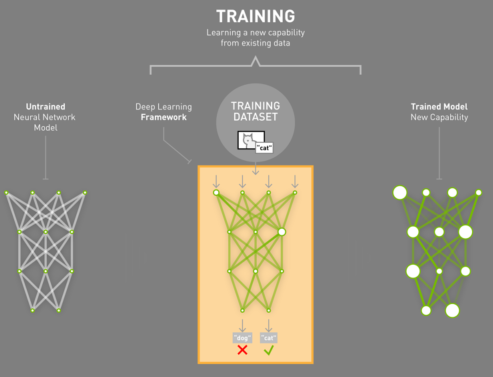 TRAINING
Learning a new capability
from existing data
Untrained
Neural Network
Model
Deep Learning
Framework
TRAINING
DATASET
"cat"
Trained Model
New Capability
"dog"
"cat"